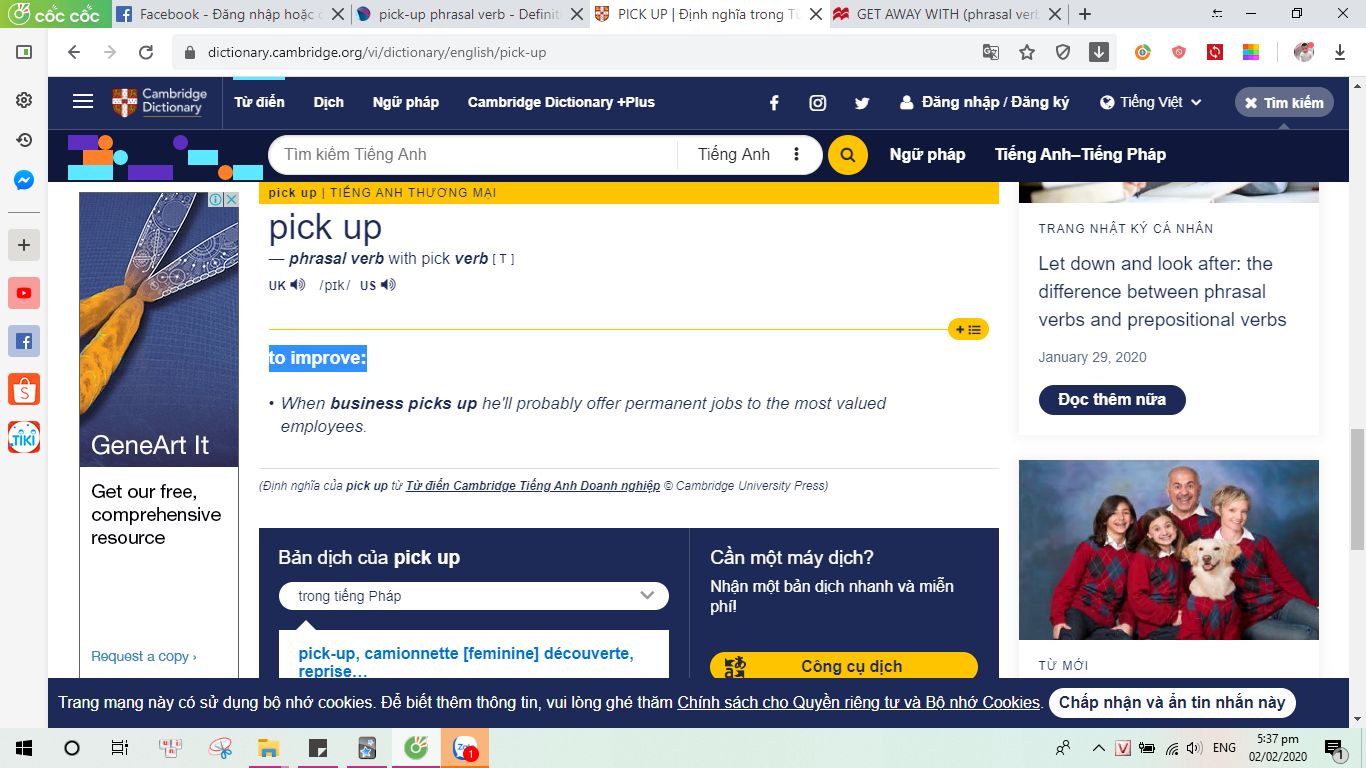 CỐC CỐC
Facebook - Đăng nhập hoặc đ
pick-up phrasal verb - Definiti
PICK UP | Định nghĩa trong Từ
GET AWAY WITH (phrasal verb
dictionary.cambridge.org/vi/dictionary/english/pick-up
Cambridge
Dictionary
Từ điển
Dịch
Ngữ pháp
Cambridge Dictionary +Plus
Đăng nhập / Đăng ký
Tiếng Việt
Tìm kiếm
Tìm kiếm Tiếng Anh
Tiếng Anh
Ngữ pháp
Tiếng Anh–Tiếng Pháp
pick up | TIẾNG ANH THƯƠNG MẠI
pick up
— phrasal verb with pick verb [ T ]
UK /pɪk/ US
to improve:
• When business picks up he'll probably offer permanent jobs to the most valued
employees.
(Định nghĩa của pick up từ Từ điển Cambridge Tiếng Anh Doanh nghiệp © Cambridge University Press)
Bản dịch của pick up
trong tiếng Pháp
pick-up, camionnette [feminine] découverte,
reprise…
Cần một máy dịch?
Nhận một bản dịch nhanh và miễn
phí!
Công cụ dịch
GeneArt It
Get our free,
comprehensive
resource
Request a copy ›
TRANG NHẬT KÝ CÁ NHÂN
Let down and look after: the
difference between phrasal
verbs and prepositional verbs
January 29, 2020
Đọc thêm nữa
TỪ MỚI
TIKI
Trang mạng này có sử dụng bộ nhớ cookies. Để biết thêm thông tin, vui lòng ghé thăm Chính sách cho Quyền riêng tư và Bộ nhớ Cookies.
Chấp nhận và ẩn tin nhắn này
1
V
ENG
5:37 pm
02/02/2020
1